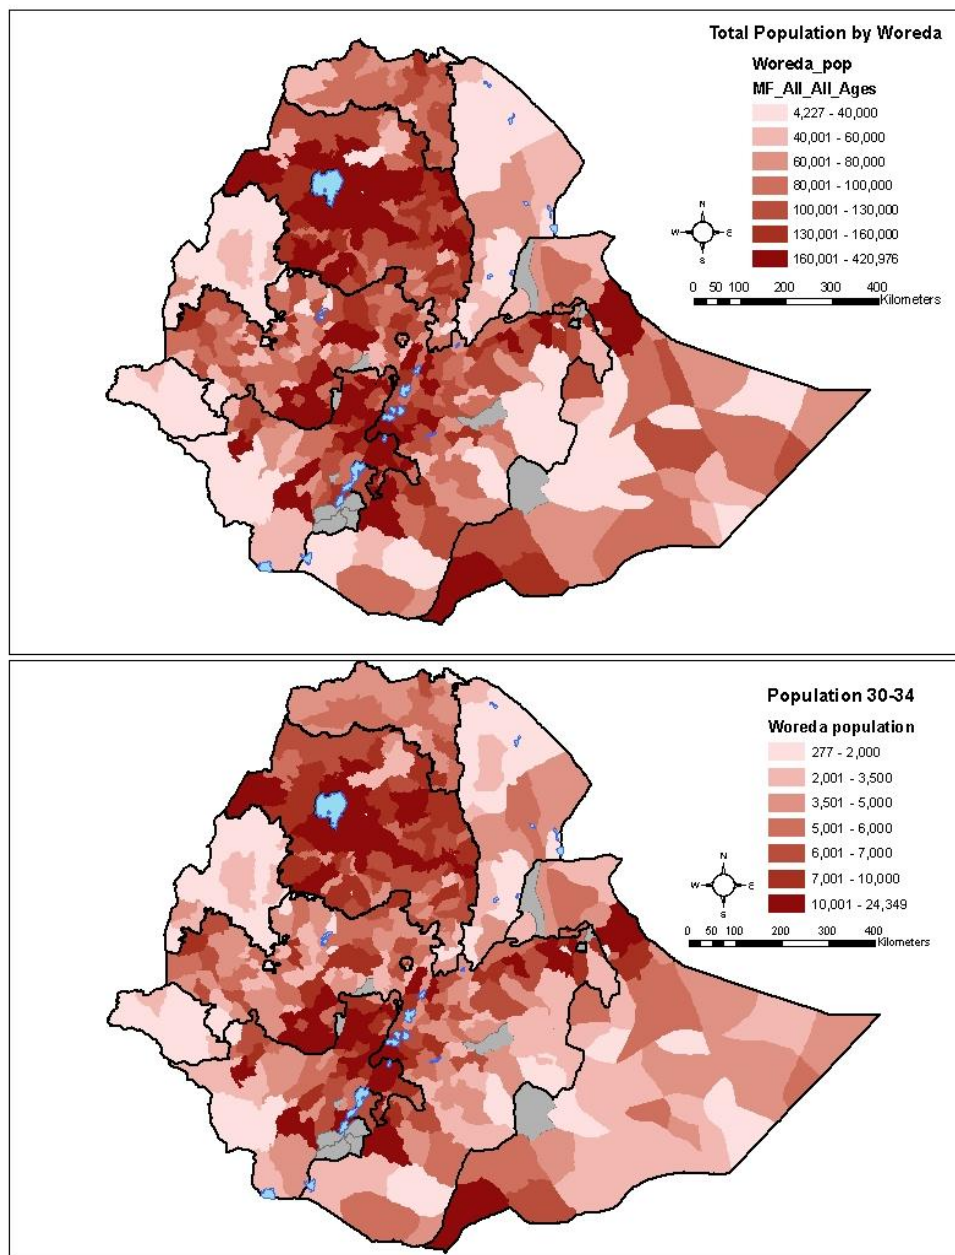 Total Population by Woreda
Woreda_pop
MF_All_All_Ages
4,227 - 40,000
40,001 - 60,000
60,001 - 80,000
80,001 - 100,000
100,001 - 130,000
130,001 - 160,000
160,001 - 420,976
N
W E
S
0 50 100 200 300 400
Kilometers
Population 30-34
Woreda population
277 - 2,000
2,001 - 3,500
3,501 - 5,000
5,001 - 6,000
6,001 - 7,000
7,001 - 10,000
10,001 - 24,349
N
W E
S
0 50 100 200 300 400
Kilometers